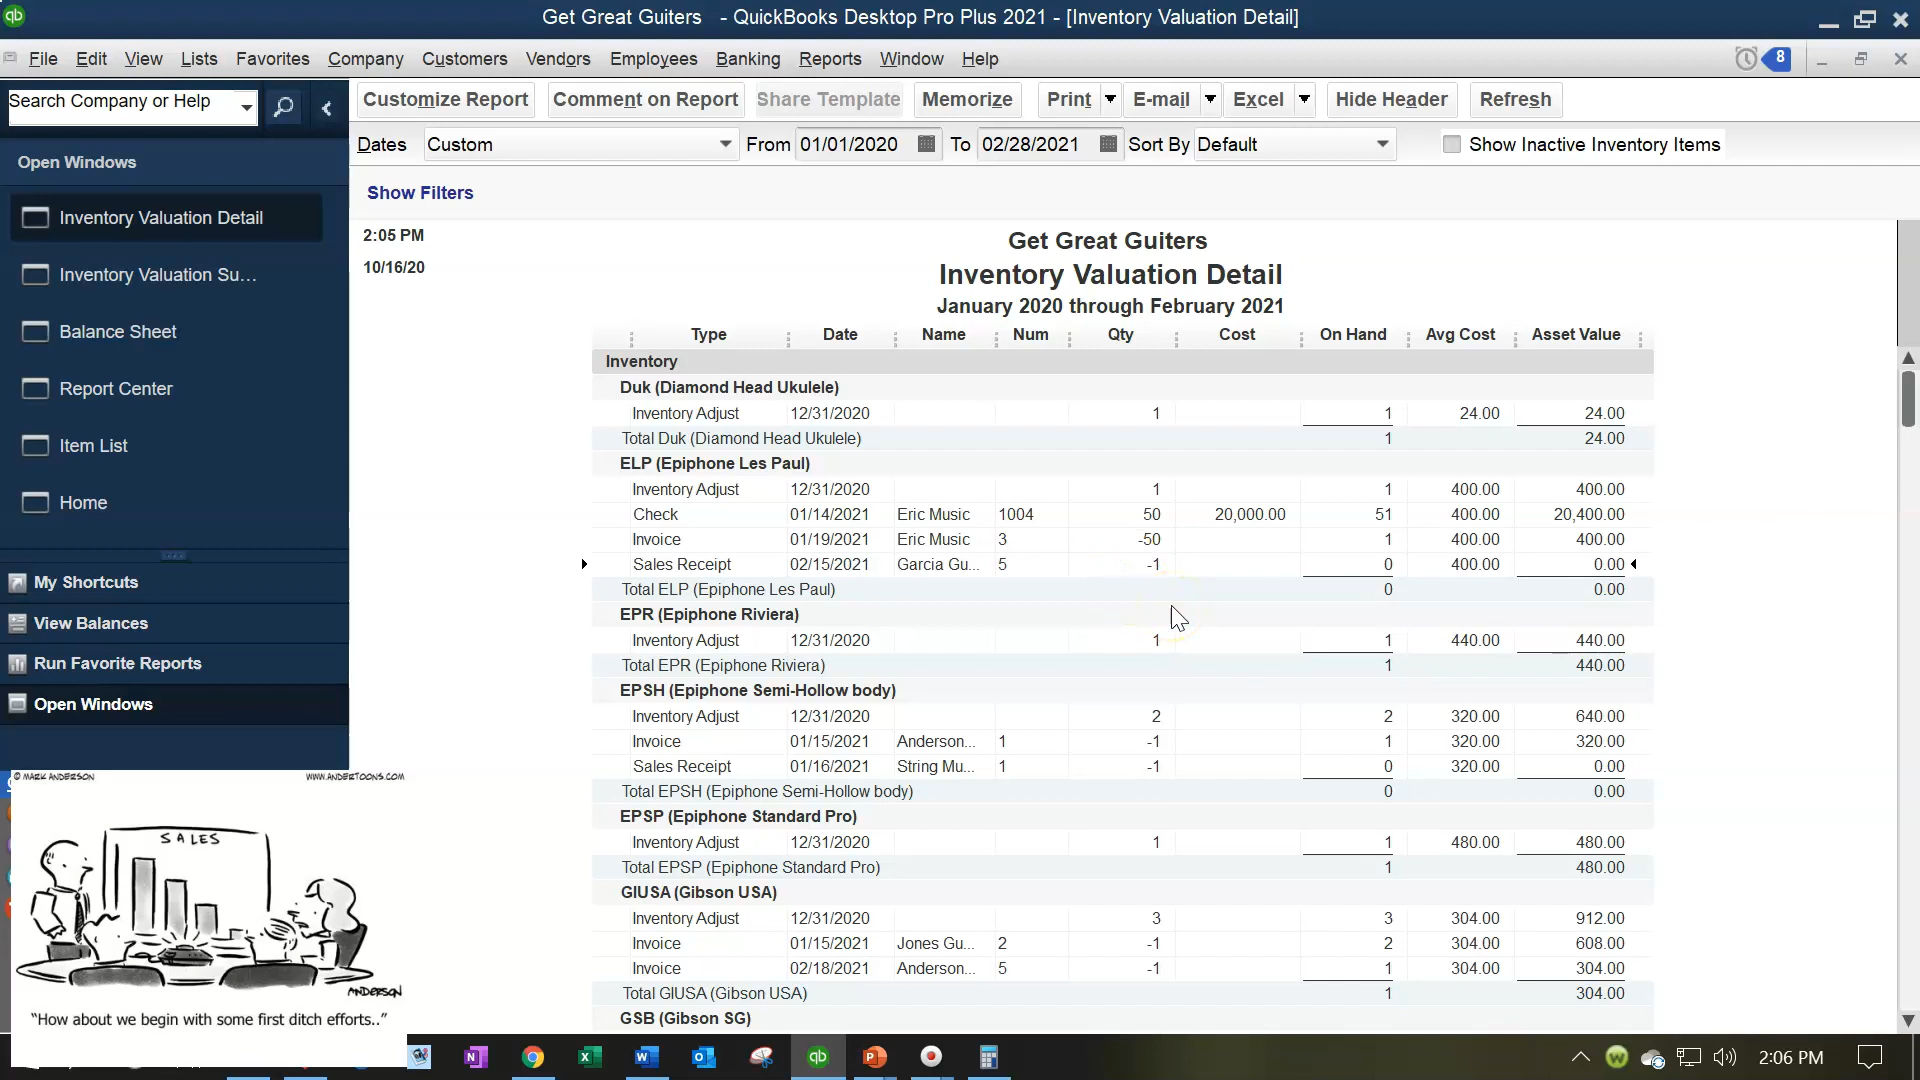 Get Great Guiters - QuickBooks Desktop Pro Plus 2021 - [Inventory Valuation Detail]
File Edit View Lists Favorites Company Customers Vendors Employees Banking Reports Window Help 8
Search Company or Help
Customize Report Comment on Report Share Template Memorize Print E-mail Excel Hide Header Refresh
Dates Custom From 01/01/2020 To 02/28/2021 Sort By Default Show Inactive Inventory Items
Show Filters
Open Windows
Inventory Valuation Detail
Inventory Valuation Su...
Balance Sheet
Report Center
Item List
Home
My Shortcuts
View Balances
Run Favorite Reports
Open Windows
2:05 PM
10/16/20
Get Great Guiters
Inventory Valuation Detail
January 2020 through February 2021
Type Date Name Num Qty Cost On Hand Avg Cost Asset Value
Inventory
Duk (Diamond Head Ukulele)
Inventory Adjust 12/31/2020 1 1 24.00 24.00
Total Duk (Diamond Head Ukulele) 1 24.00
ELP (Epiphone Les Paul)
Inventory Adjust 12/31/2020 1 1 400.00 400.00
Check 01/14/2021 Eric Music 1004 50 20,000.00 51 400.00 20,400.00
Invoice 01/19/2021 Eric Music 3 -50 1 400.00 400.00
Sales Receipt 02/15/2021 Garcia Gu... 5 -1 0 400.00 0.00
Total ELP (Epiphone Les Paul) 0 0.00
EPR (Epiphone Riviera)
Inventory Adjust 12/31/2020 1 1 440.00 440.00
Total EPR (Epiphone Riviera) 1 440.00
EPSH (Epiphone Semi-Hollow body)
Inventory Adjust 12/31/2020 2 2 320.00 640.00
Invoice 01/15/2021 Anderson... 1 -1 1 320.00 320.00
Sales Receipt 01/16/2021 String Mu... 1 -1 0 320.00 0.00
Total EPSH (Epiphone Semi-Hollow body) 0 0.00
EPSP (Epiphone Standard Pro)
Inventory Adjust 12/31/2020 1 1 480.00 480.00
Total EPSP (Epiphone Standard Pro) 1 480.00
GIUSA (Gibson USA)
Inventory Adjust 12/31/2020 3 3 304.00 912.00
Invoice 01/15/2021 Jones Gu... 2 -1 2 304.00 608.00
Invoice 02/18/2021 Anderson... 5 -1 1 304.00 304.00
Total GIUSA (Gibson USA) 1 304.00
GSB (Gibson SG)
© MARK ANDERSON WWW.ANDERTOONS.COM
SALES
ANDERSON
"How about we begin with some first ditch efforts.."
2:06 PM